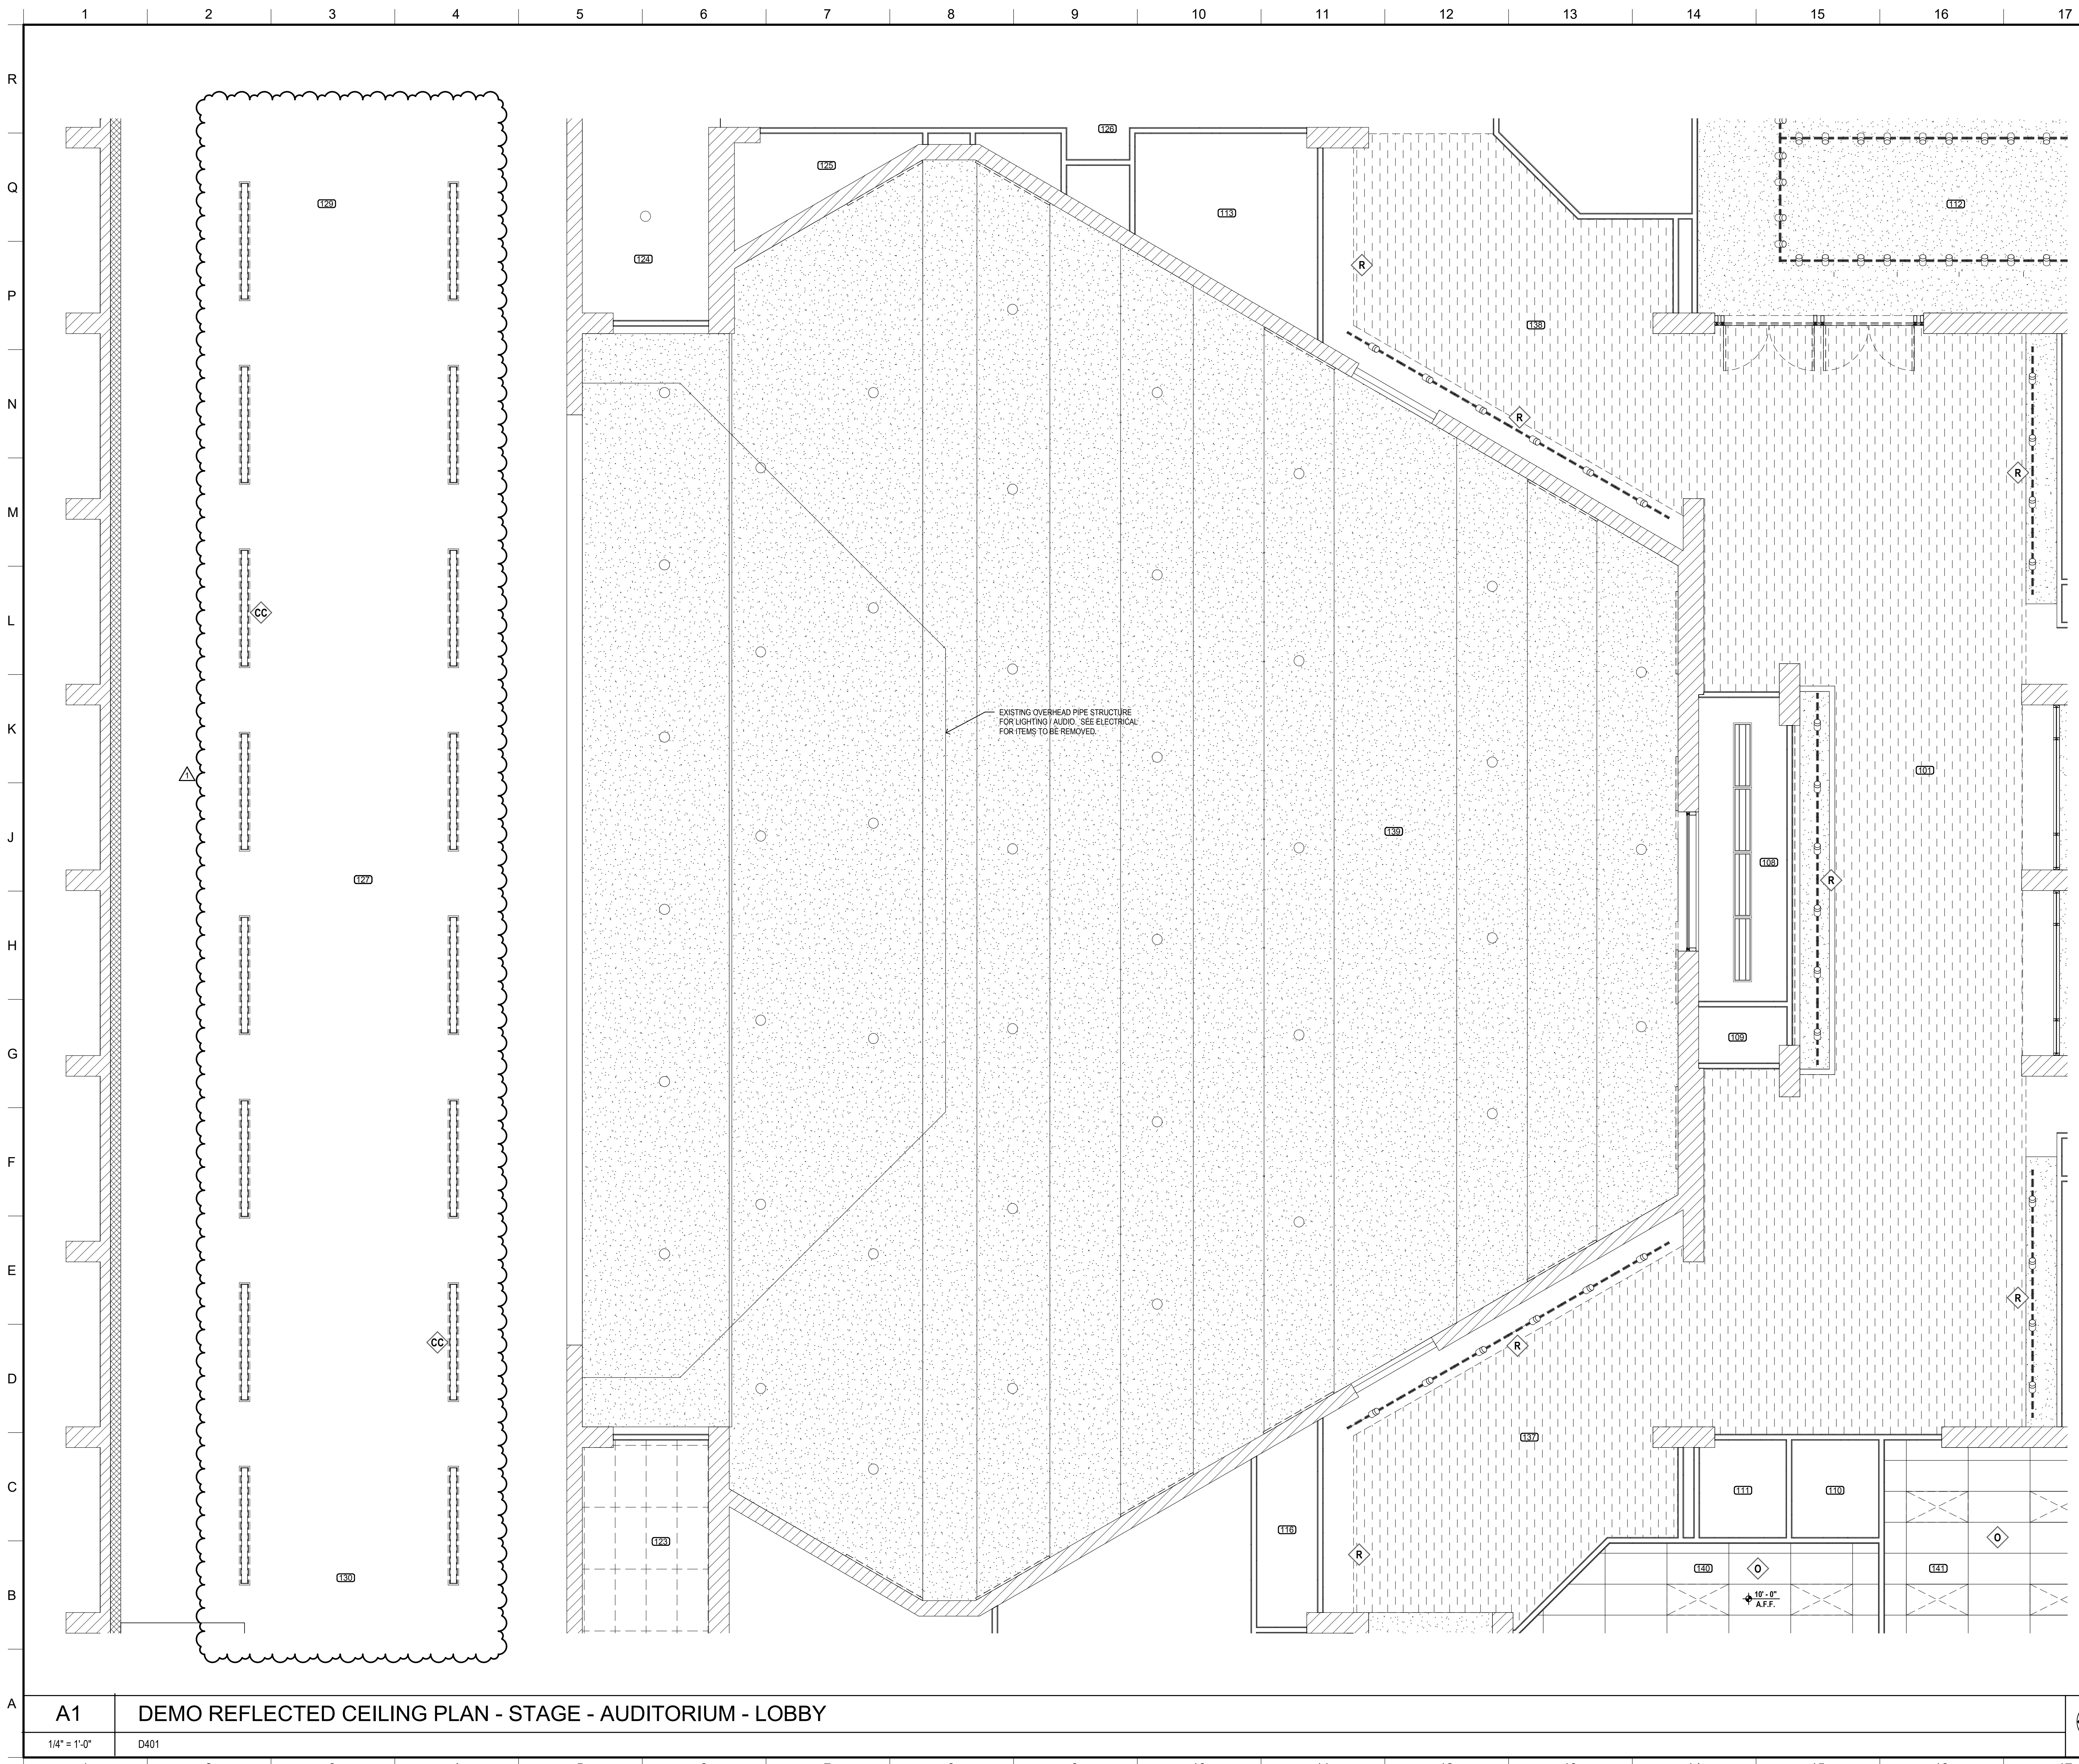 1 2 3 4 5 6 7 8 9 10 11 12 13 14 15 16 17
R
126
125
Q
129
112
113
124
R
P
138
N
R
R
M
CC
L
EXISTING OVERHEAD PIPE STRUCTURE
FOR LIGHTING / AUDIO. SEE ELECTRICAL
FOR ITEMS TO BE REMOVED.
K
1
101
J
139
108
127
R
H
109
G
F
E
R
CC
R
D
137
C
111
110
116
O
123
R
140
O
141
130
B
10' - 0"
A.F.F.
A
A1 DEMO REFLECTED CEILING PLAN - STAGE - AUDITORIUM - LOBBY
1/4" = 1'-0" D401